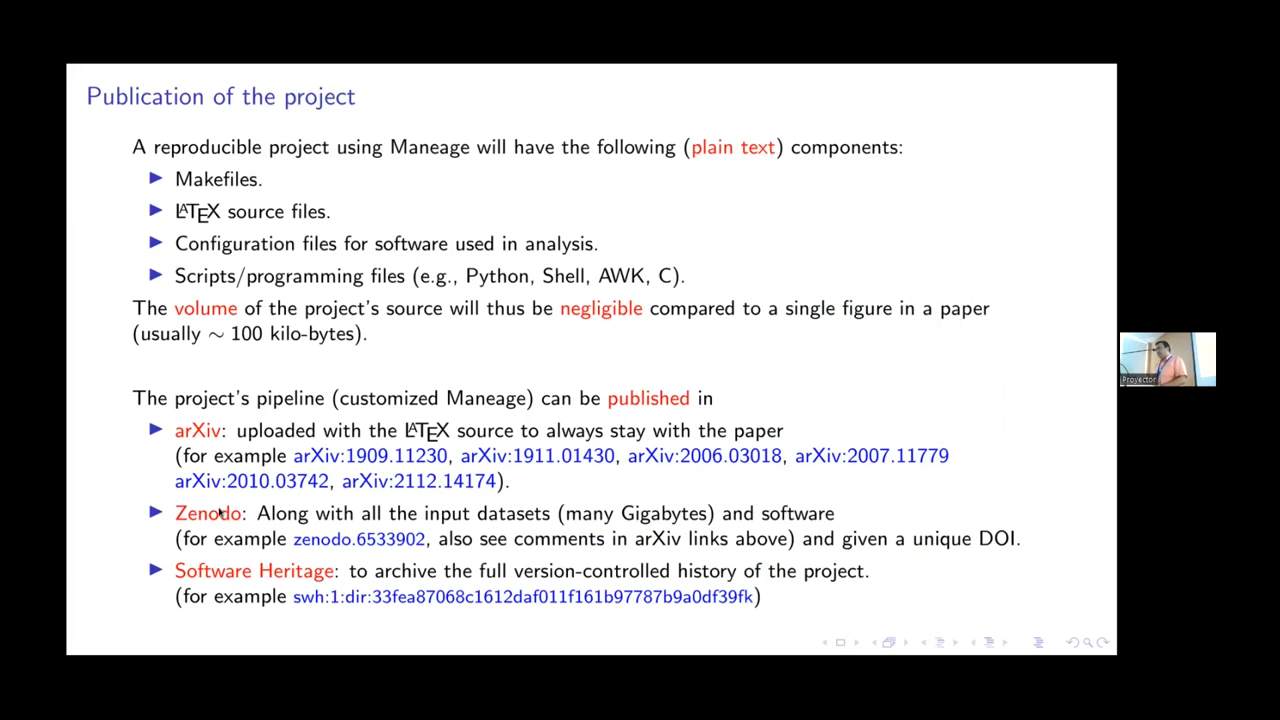 Publication of the project
A reproducible project using Maneage will have the following (plain text) components:
▶ Makefiles.
▶ LATEX source files.
▶ Configuration files for software used in analysis.
▶ Scripts/programming files (e.g., Python, Shell, AWK, C).
The volume of the project's source will thus be negligible compared to a single figure in a paper
(usually ∼ 100 kilo-bytes).
The project's pipeline (customized Maneage) can be published in
▶ arXiv: uploaded with the LATEX source to always stay with the paper
(for example arXiv:1909.11230, arXiv:1911.01430, arXiv:2006.03018, arXiv:2007.11779
arXiv:2010.03742, arXiv:2112.14174).
▶ Zenodo: Along with all the input datasets (many Gigabytes) and software
(for example zenodo.6533902, also see comments in arXiv links above) and given a unique DOI.
▶ Software Heritage: to archive the full version-controlled history of the project.
(for example swh:1:dir:33fea87068c1612daf011f161b97787b9a0df39fk)
Proyector